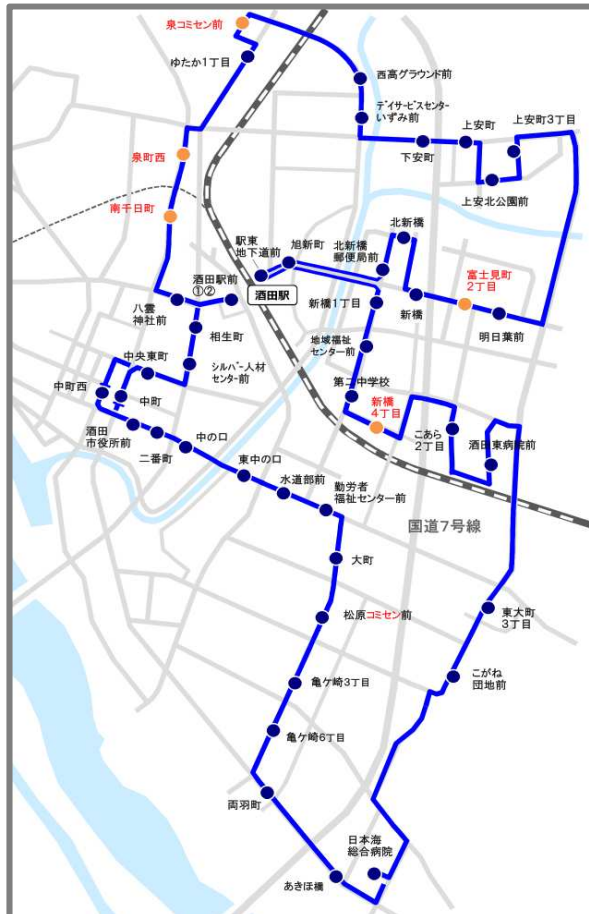 泉コミセン前
ゆたか1丁目
西高グラウンド前
デイサービスセンター
いずみ前
上安町
上安町3丁目
下安町
上安北公園前
泉町西
南千日町
駅東
地下道前
旭新町
北新橋
郵便局前
北新橋
富士見町
2丁目
酒田駅前
①②
酒田駅
八雲
神社前
新橋1丁目
新橋
明日葉前
相生町
地域福祉
センター前
中央東町
シルバー人材
センター前
中町西
中町
第二中学校
新橋
4丁目
こあら
2丁目
酒田東病院前
酒田
市役所前
二番町
中の口
東中の口
水道部前
勤労者
福祉センター前
国道7号線
大町
松原コミセン前
東大町
3丁目
こがね
団地前
亀ケ崎3丁目
亀ケ崎6丁目
両羽町
日本海
総合病院
あきほ橋